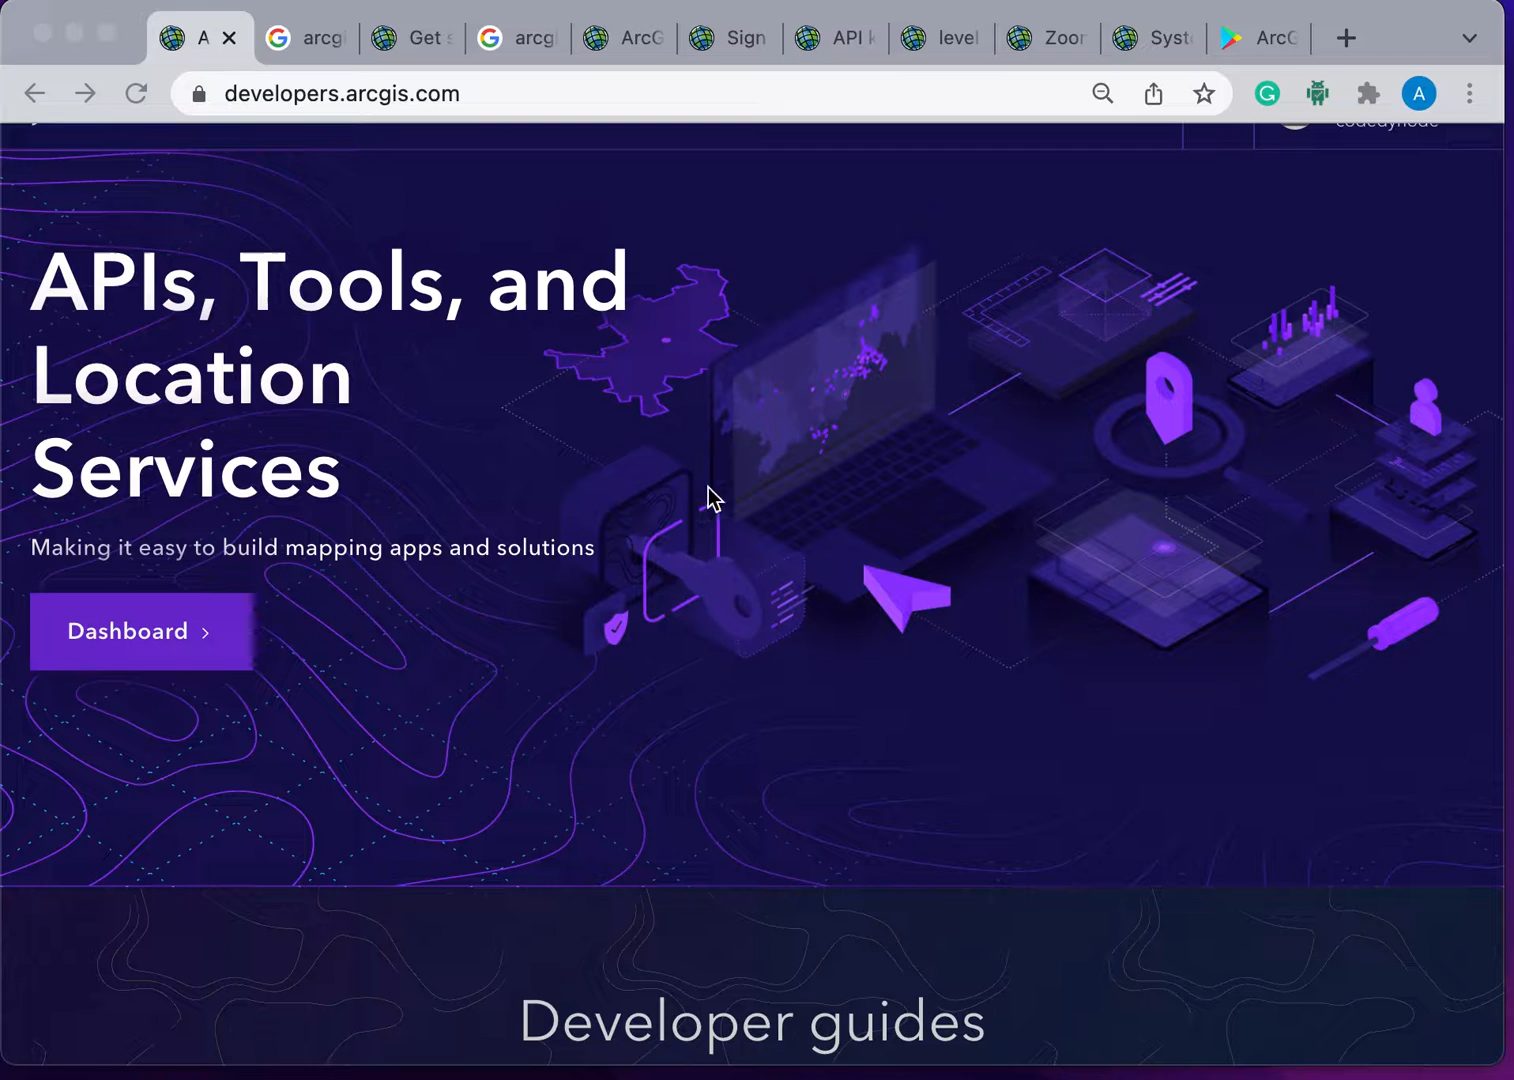 A
arcgi
Get s
arcg
ArcG
Sign
API k
level
Zoor
Syst
ArcG
developers.arcgis.com
A
APIs, Tools, and
Location
Services
Making it easy to build mapping apps and solutions
Dashboard
Developer guides